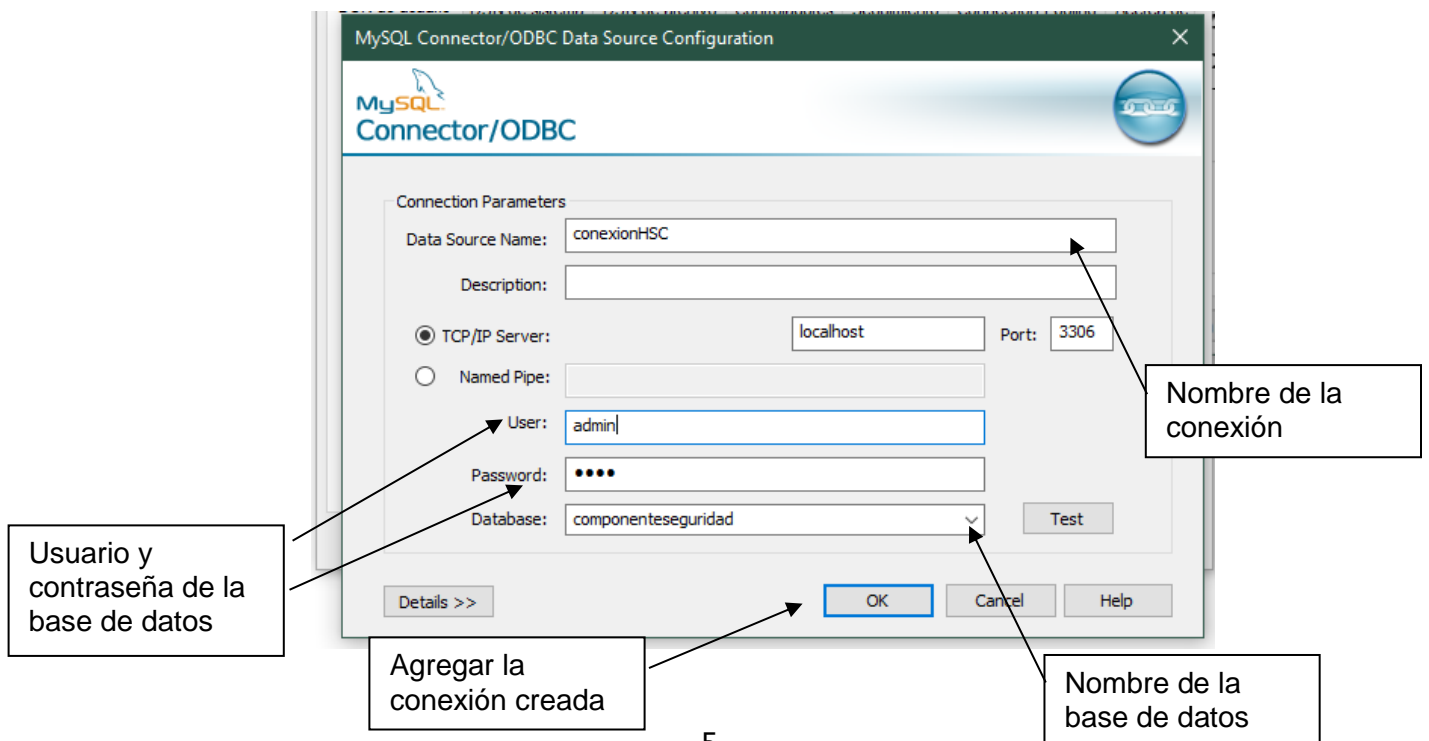 MySQL Connector/ODBC Data Source Configuration
MySQL
Connector/ODBC
Connection Parameters
Data Source Name: conexionHSC
Description:
TCP/IP Server: localhost Port: 3306
Named Pipe:
User: admin
Password: ••••
Database: componenteseguridad Test
Details >> OK Cancel Help
Nombre de la
conexión
Usuario y
contraseña de la
base de datos
Agregar la
conexión creada
Nombre de la
base de datos